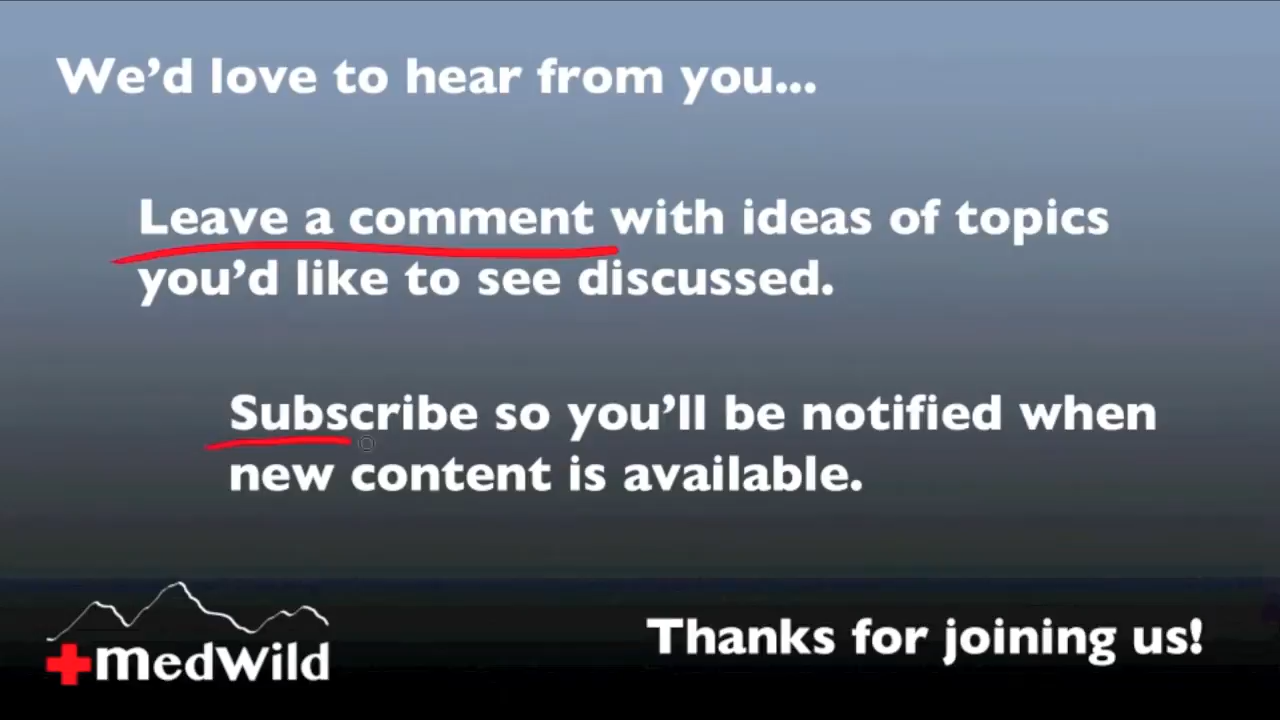 We'd love to hear from you...
Leave a comment with ideas of topics
you'd like to see discussed.
Subscribe so you'll be notified when
new content is available.
medWild
Thanks for joining us!